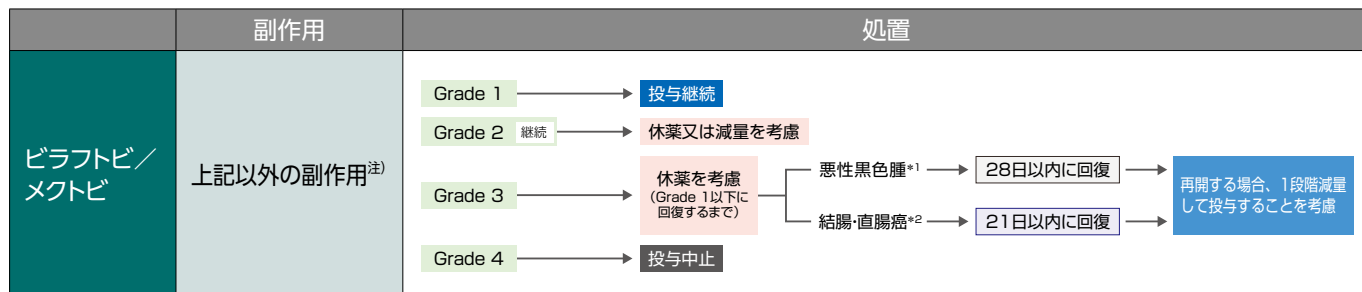 副作用
処置
ビラフトビ／
メクトビ
上記以外の副作用注）
Grade 1
投与継続
Grade 2 継続
休薬又は減量を考慮
Grade 3
休薬を考慮
（Grade 1以下に
回復するまで）
悪性黒色腫*1
28日以内に回復
結腸・直腸癌*2
21日以内に回復
再開する場合、1段階減量
して投与することを考慮
Grade 4
投与中止